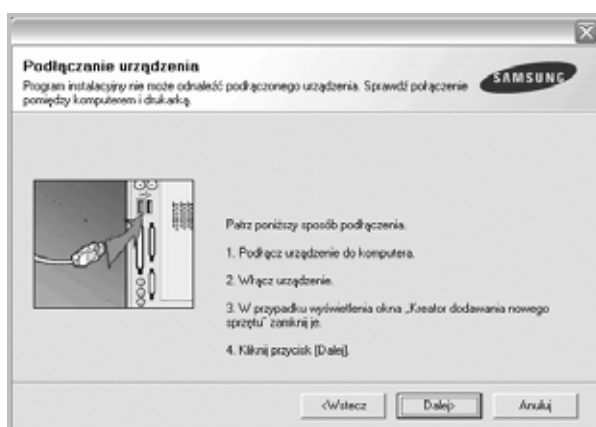 Podłączanie urządzenia
Program instalacyjny nie może odnaleźć podłączonego urządzenia. Sprawdź połączenie
pomiędzy komputerem i drukarką.
SAMSUNG
Patrz poniższy sposób podłączenia.
1. Podłącz urządzenie do komputera.
2. Włącz urządzenie.
3. W przypadku wyświetlenia okna „Kreator dodawania nowego
sprzętu” zamknij je.
4. Kliknij przycisk [Dalej].
<Wstecz
Dalej>
Anuluj